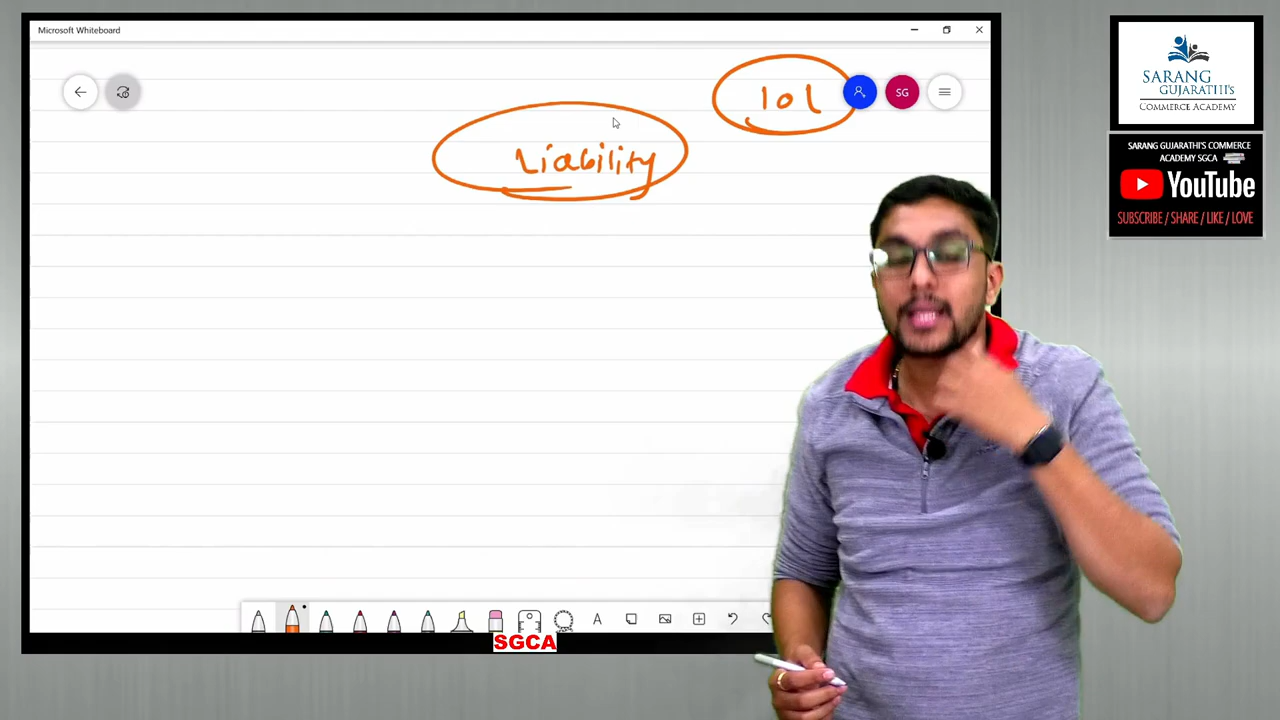 Microsoft Whiteboard
101
SG
Liability
A
SGCA
SARANG
GUJARATHI'S
COMMERCE ACADEMY
SARANG GUJARATHI'S COMMERCE
ACADEMY SGCA
YouTube
SUBSCRIBE / SHARE / LIKE / LOVE